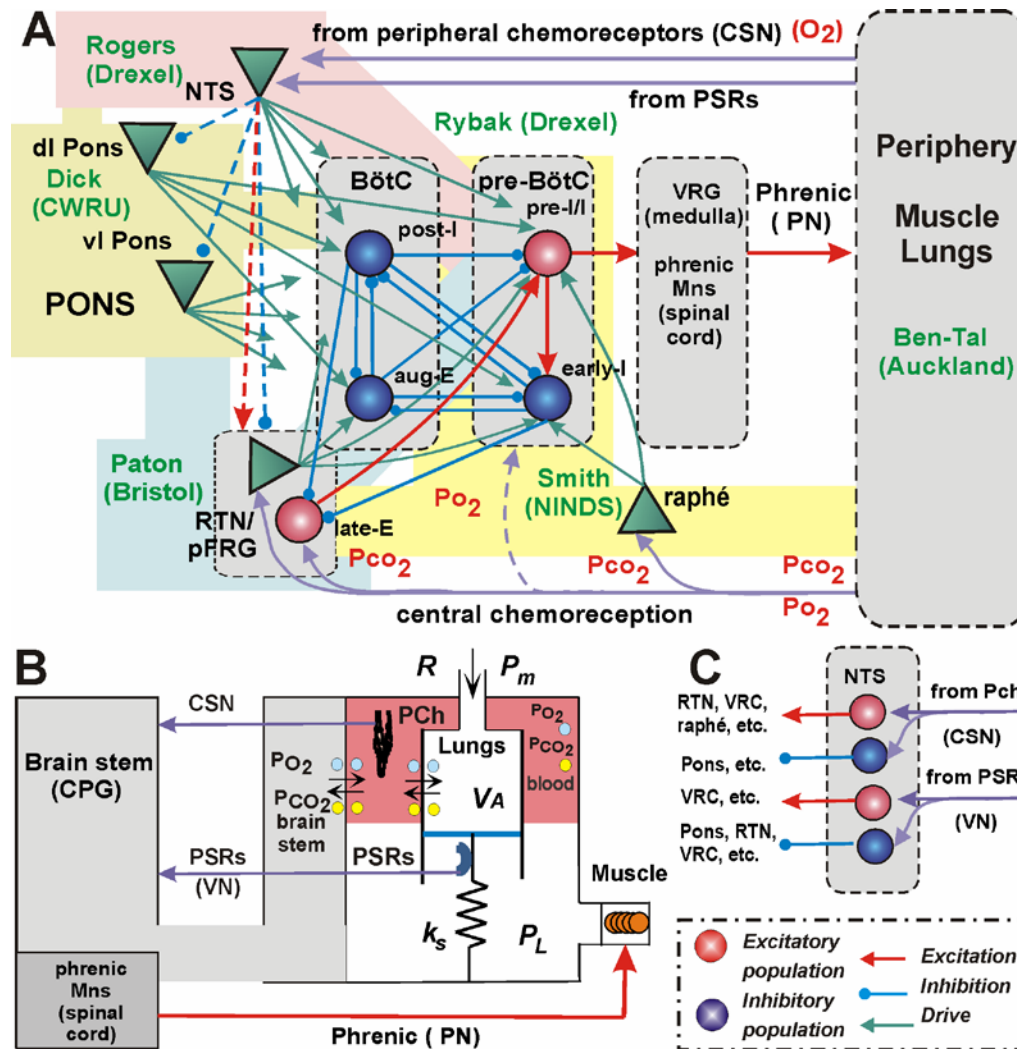 A
Rogers
(Drexel)
NTS
from peripheral chemoreceptors (CSN) (O2)
from PSRs
Rybak (Drexel)
dl Pons
Dick
(CWRU)
vl Pons
PONS
BötC
post-I
aug-E
pre-BötC
pre-I/I
early-I
VRG
(medulla)
phrenic
Mns
(spinal
cord)
Phrenic
( PN)
Periphery
Muscle
Lungs
Ben-Tal
(Auckland)
Paton
(Bristol)
RTN/
pFRG
late-E
Po2
Smith
(NINDS)
raphé
Pco2
Pco2
Pco2
Po2
central chemoreception
B
Brain stem
(CPG)
CSN
PSRs
(VN)
phrenic
Mns
(spinal
cord)
R
Pm
PCh
Lungs
VA
PO2
PCO2
blood
PO2
PCO2
brain
stem
PSRs
ks
PL
Muscle
Phrenic ( PN)
C
NTS
RTN, VRC,
raphé, etc.
Pons, etc.
VRC, etc.
Pons, RTN,
VRC, etc.
from Pch
(CSN)
from PSR
(VN)
Excitatory
population
Inhibitory
population
Excitation
Inhibition
Drive